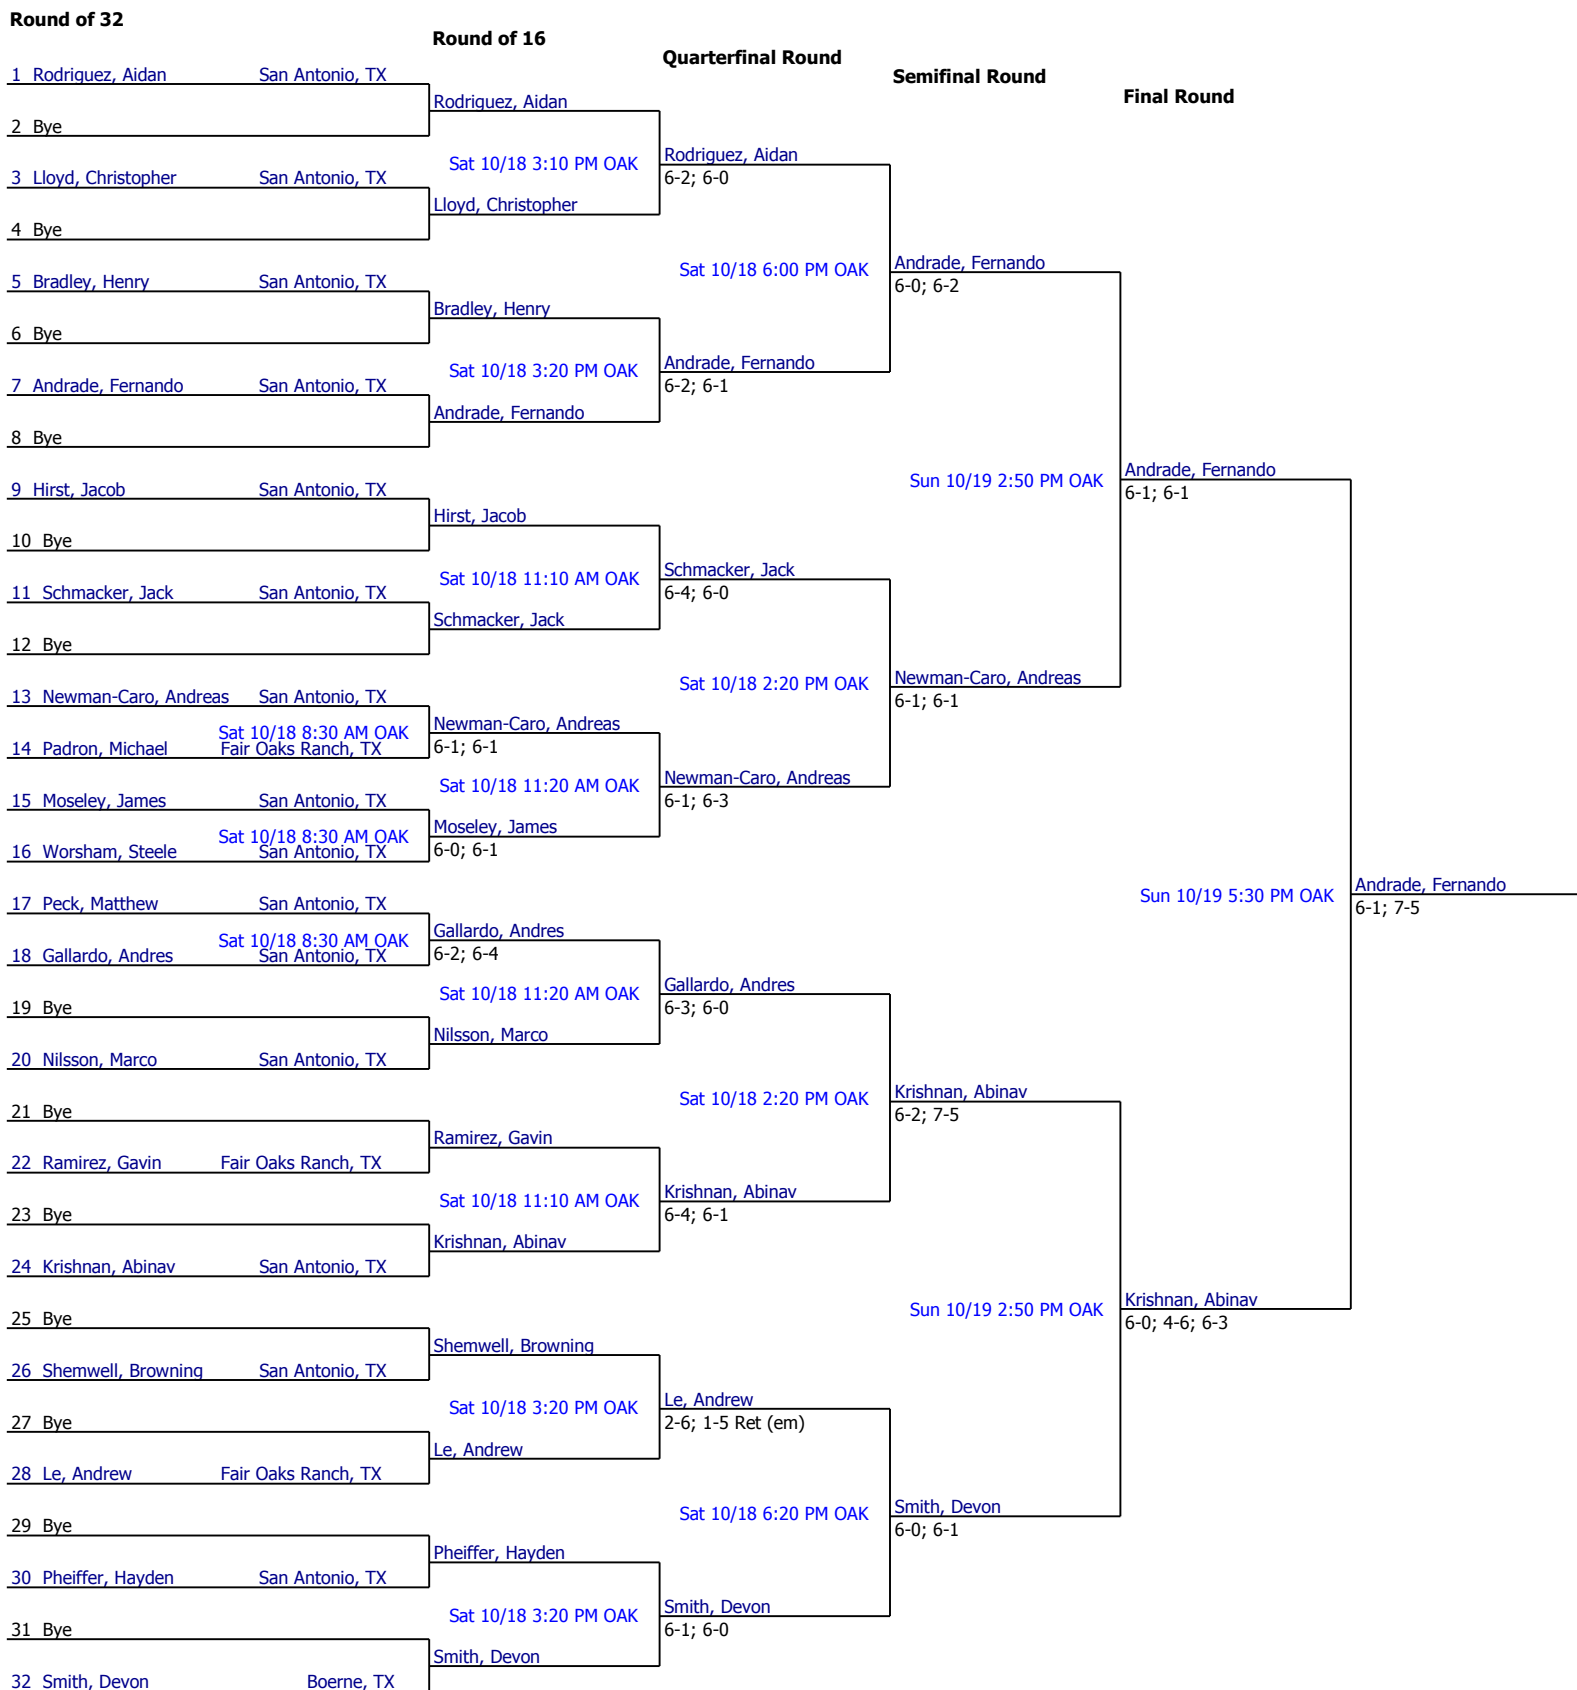 Round of 32
Round of 16
Quarterfinal Round
Semifinal Round
Final Round
1 Rodriguez, Aidan San Antonio, TX
Rodriguez, Aidan
2 Bye
Sat 10/18 3:10 PM OAK
Rodriguez, Aidan
6-2; 6-0
3 Lloyd, Christopher San Antonio, TX
Lloyd, Christopher
4 Bye
Sat 10/18 6:00 PM OAK
Andrade, Fernando
6-0; 6-2
5 Bradley, Henry San Antonio, TX
Bradley, Henry
6 Bye
Sat 10/18 3:20 PM OAK
Andrade, Fernando
6-2; 6-1
7 Andrade, Fernando San Antonio, TX
Andrade, Fernando
8 Bye
Sun 10/19 2:50 PM OAK
Andrade, Fernando
6-1; 6-1
9 Hirst, Jacob San Antonio, TX
Hirst, Jacob
10 Bye
Sat 10/18 11:10 AM OAK
Schmacker, Jack
6-4; 6-0
11 Schmacker, Jack San Antonio, TX
Schmacker, Jack
12 Bye
Sat 10/18 2:20 PM OAK
Newman-Caro, Andreas
6-1; 6-1
13 Newman-Caro, Andreas San Antonio, TX
Sat 10/18 8:30 AM OAK
Newman-Caro, Andreas
6-1; 6-1
14 Padron, Michael Fair Oaks Ranch, TX
Sat 10/18 11:20 AM OAK
Newman-Caro, Andreas
6-1; 6-3
15 Moseley, James San Antonio, TX
Sat 10/18 8:30 AM OAK
Moseley, James
6-0; 6-1
16 Worsham, Steele San Antonio, TX
Sun 10/19 5:30 PM OAK
Andrade, Fernando
6-1; 7-5
17 Peck, Matthew San Antonio, TX
Sat 10/18 8:30 AM OAK
Gallardo, Andres
6-2; 6-4
18 Gallardo, Andres San Antonio, TX
Sat 10/18 11:20 AM OAK
Gallardo, Andres
6-3; 6-0
19 Bye
Nilsson, Marco
20 Nilsson, Marco San Antonio, TX
Sat 10/18 2:20 PM OAK
Krishnan, Abinav
6-2; 7-5
21 Bye
Ramirez, Gavin
22 Ramirez, Gavin Fair Oaks Ranch, TX
Sat 10/18 11:10 AM OAK
Krishnan, Abinav
6-4; 6-1
23 Bye
Krishnan, Abinav
24 Krishnan, Abinav San Antonio, TX
Sun 10/19 2:50 PM OAK
Krishnan, Abinav
6-0; 4-6; 6-3
25 Bye
Shemwell, Browning
26 Shemwell, Browning San Antonio, TX
Sat 10/18 3:20 PM OAK
Le, Andrew
2-6; 1-5 Ret (em)
27 Bye
Le, Andrew
28 Le, Andrew Fair Oaks Ranch, TX
Sat 10/18 6:20 PM OAK
Smith, Devon
6-0; 6-1
29 Bye
Pheiffer, Hayden
30 Pheiffer, Hayden San Antonio, TX
Sat 10/18 3:20 PM OAK
Smith, Devon
6-1; 6-0
31 Bye
Smith, Devon
32 Smith, Devon Boerne, TX